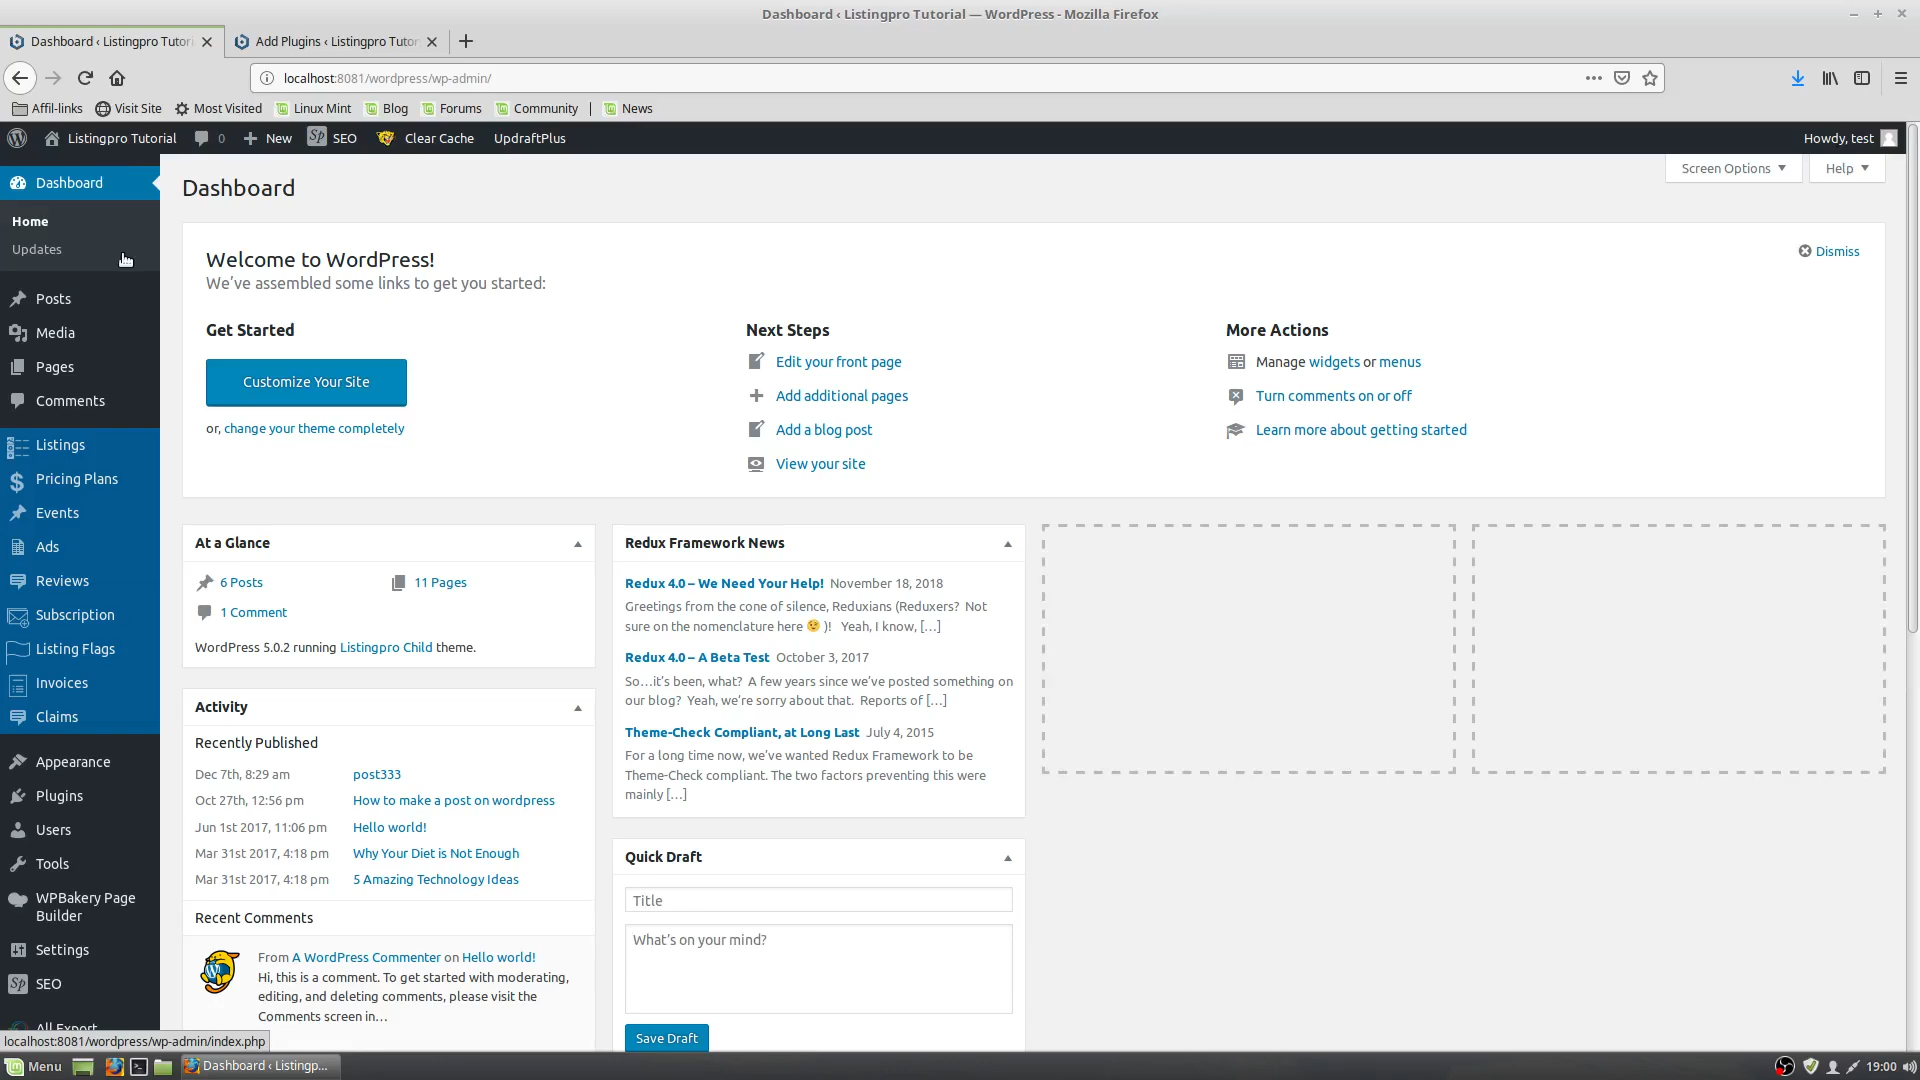 Dashboard ‹ Listingpro Tutorial — WordPress - Mozilla Firefox
Dashboard ‹ Listingpro Tutori
Add Plugins ‹ Listingpro Tutor
localhost:8081/wordpress/wp-admin/
Affil-links
Visit Site
Most Visited
Linux Mint
Blog
Forums
Community
|
News
Listingpro Tutorial
0
New
Sp SEO
Clear Cache
UpdraftPlus
Howdy, test
Dashboard
Home
Updates
Posts
Media
Pages
Comments
Listings
Pricing Plans
Events
Ads
Reviews
Subscription
Listing Flags
Invoices
Claims
Appearance
Plugins
Users
Tools
WPBakery Page
Builder
Settings
Sp SEO
All Export
localhost:8081/wordpress/wp-admin/index.php
Dashboard
Screen Options
Help
Welcome to WordPress!
We’ve assembled some links to get you started:
Dismiss
Get Started
Customize Your Site
or, change your theme completely
Next Steps
Edit your front page
Add additional pages
Add a blog post
View your site
More Actions
Manage widgets or menus
Turn comments on or off
Learn more about getting started
At a Glance
6 Posts
11 Pages
1 Comment
WordPress 5.0.2 running Listingpro Child theme.
Activity
Recently Published
Dec 7th, 8:29 am post333
Oct 27th, 12:56 pm How to make a post on wordpress
Jun 1st 2017, 11:06 pm Hello world!
Mar 31st 2017, 4:18 pm Why Your Diet is Not Enough
Mar 31st 2017, 4:18 pm 5 Amazing Technology Ideas
Recent Comments
From A WordPress Commenter on Hello world!
Hi, this is a comment. To get started with moderating,
editing, and deleting comments, please visit the
Comments screen in…
Redux Framework News
Redux 4.0 – We Need Your Help! November 18, 2018
Greetings from the cone of silence, Reduxians (Reduxers? Not
sure on the nomenclature here 😉 )! Yeah, I know, […]
Redux 4.0 – A Beta Test October 3, 2017
So…it’s been, what? A few years since we’ve posted something on
our blog? Yeah, we’re sorry about that. Reports of […]
Theme-Check Compliant, at Long Last July 4, 2015
For a long time now, we’ve wanted Redux Framework to be
Theme-Check compliant. The two factors preventing this were
mainly […]
Quick Draft
Title
What’s on your mind?
Save Draft
Menu
Dashboard ‹ Listingp...
19:00